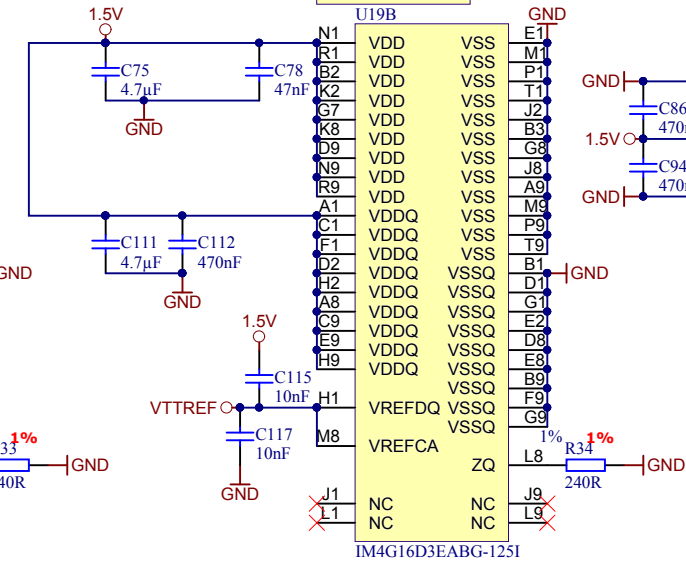 1.5V
C75
4.7µF
C78
47nF
GND
C111
4.7µF
C112
470nF
GND
GND
1.5V
C115
10nF
VTTREF
C117
10nF
GND
33
1%
40R
GND
U19B
N1 VDD VSS E1
R1 VDD VSS M1
B2 VDD VSS P1
K2 VDD VSS T1
G7 VDD VSS J2
K8 VDD VSS B3
D9 VDD VSS G8
N9 VDD VSS J8
R9 VDD VSS A9
A1 VDDQ VSS M9
C1 VDDQ VSS P9
F1 VDDQ VSS T9
D2 VDDQ VSSQ B1
H2 VDDQ VSSQ D1
A8 VDDQ VSSQ G1
C9 VDDQ VSSQ E2
E9 VDDQ VSSQ D8
H9 VDDQ VSSQ E8
VSSQ B9
H1 VREFDQ VSSQ F9
VSSQ G9
M8 VREFCA
ZQ L8
J1 NC NC J9
L1 NC NC L9
IM4G16D3EABG-125I
GND
GND
1% R34 1%
240R
GND
GND
C86
470
1.5V
C94
470
GND